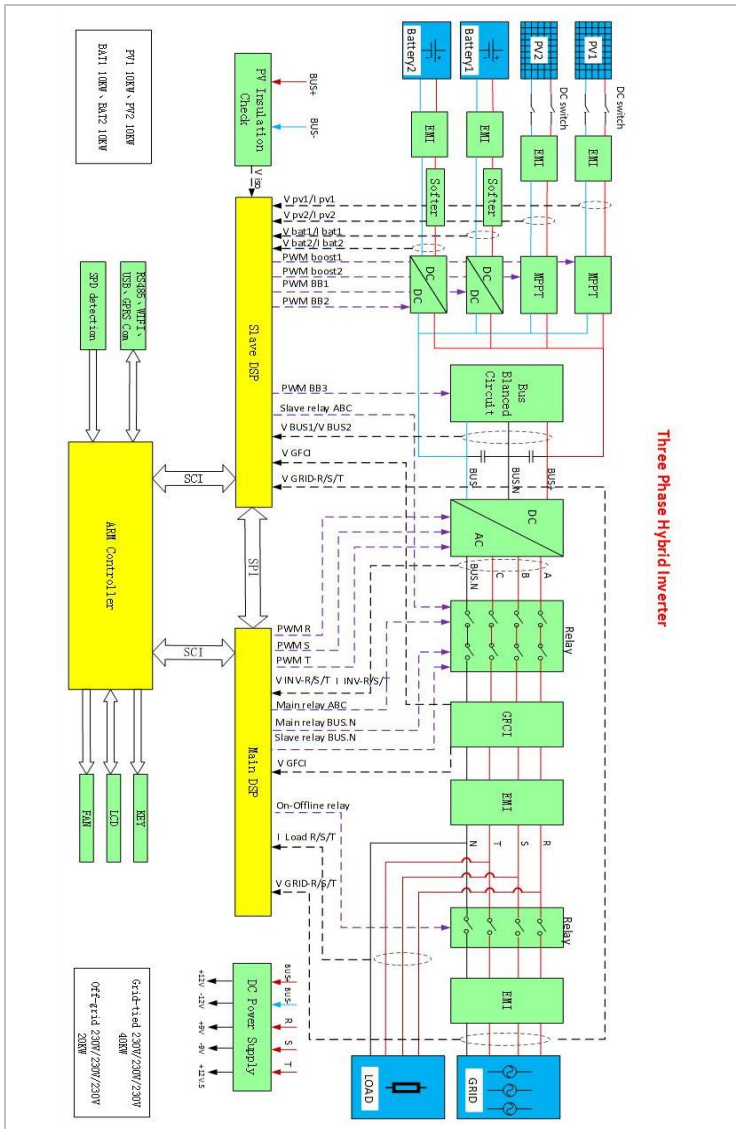 Three Phase Hybrid Inverter
PV1
PV2
Battery1
Battery2
DC switch
DC switch
EMI
EMI
EMI
EMI
Softer
Softer
MPPT
MPPT
DC
DC
DC
DC
Bus
Blanced
Circuit
BUS+
BUS.N
BUS-
DC
AC
A
B
C
BUS.N
Relay
GFCI
EMI
R
S
T
N
Relay
EMI
GRID
LOAD
BUS+
BUS-
PV Insulation
Check
V iso
V pv1/I pv1
V pv2/I pv2
V bat1/I bat1
V bat2/I bat2
PWM boost1
PWM boost2
PWM BB1
PWM BB2
PWM BB3
Slave relay ABC
V BUS1/V BUS2
V GFCI
V GRID-R/S/T
Slave DSP
SPI
PWM R
PWM S
PWM T
V INV-R/S/T I INV-R/S/T
Main relay ABC
Main relay BUS.N
Slave relay BUS.N
V GFCI
On-Offline relay
I Load R/S/T
V GRID-R/S/T
Main DSP
BUS+
BUS-
R
S
T
DC Power
Supply
+12V
-12V
+9V
-9V
+12V.S
SCI
SCI
RS485、WIFI、
USB、GPRS Com
SPD detection
ARM Controller
KEY
LCD
FAN
PV1 10KW、PV2 10KW
BAT1 10KW、BAT2 10KW
Grid-tied 230V/230V/230V
40KW
Off-grid 230V/230V/230V
20KW